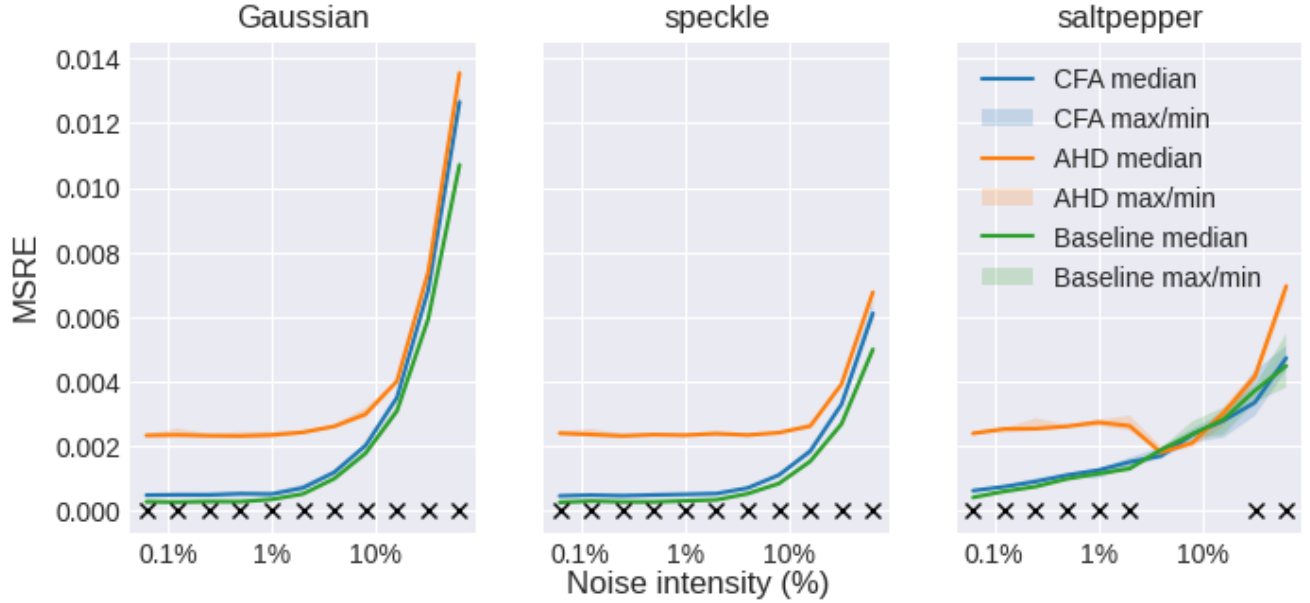 Gaussian
speckle
saltpepper
MSRE
0.014
0.012
0.010
0.008
0.006
0.004
0.002
0.000
CFA median
CFA max/min
AHD median
AHD max/min
Baseline median
Baseline max/min
0.1%
1%
10%
0.1%
1%
10%
0.1%
1%
10%
Noise intensity (%)